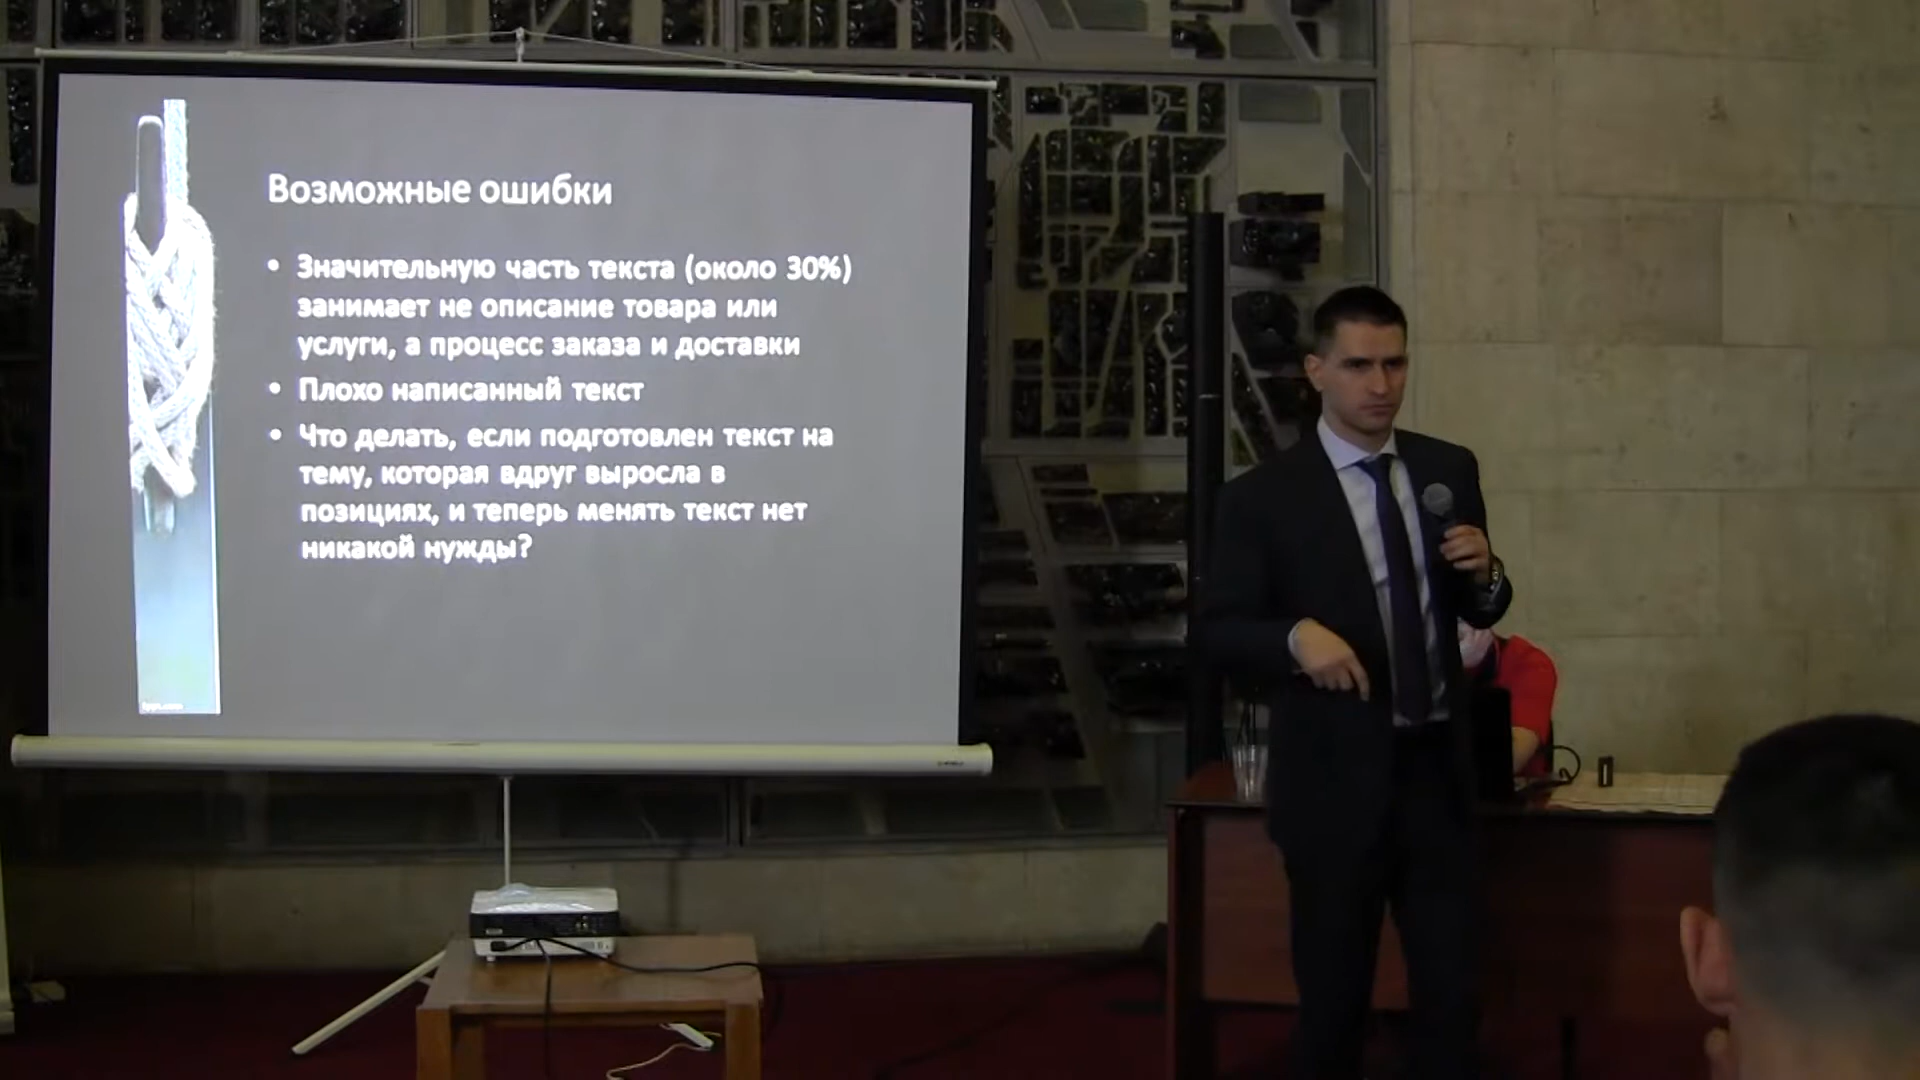 Возможные ошибки
• Значительную часть текста (около 30%)
занимает не описание товара или
услуги, а процесс заказа и доставки
• Плохо написанный текст
• Что делать, если подготовлен текст на
тему, которая вдруг выросла в
позициях, и теперь менять текст нет
никакой нужды?